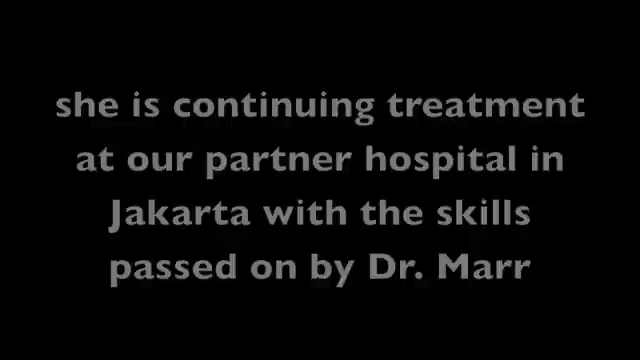 she is continuing treatment
at our partner hospital in
Jakarta with the skills
passed on by Dr. Marr